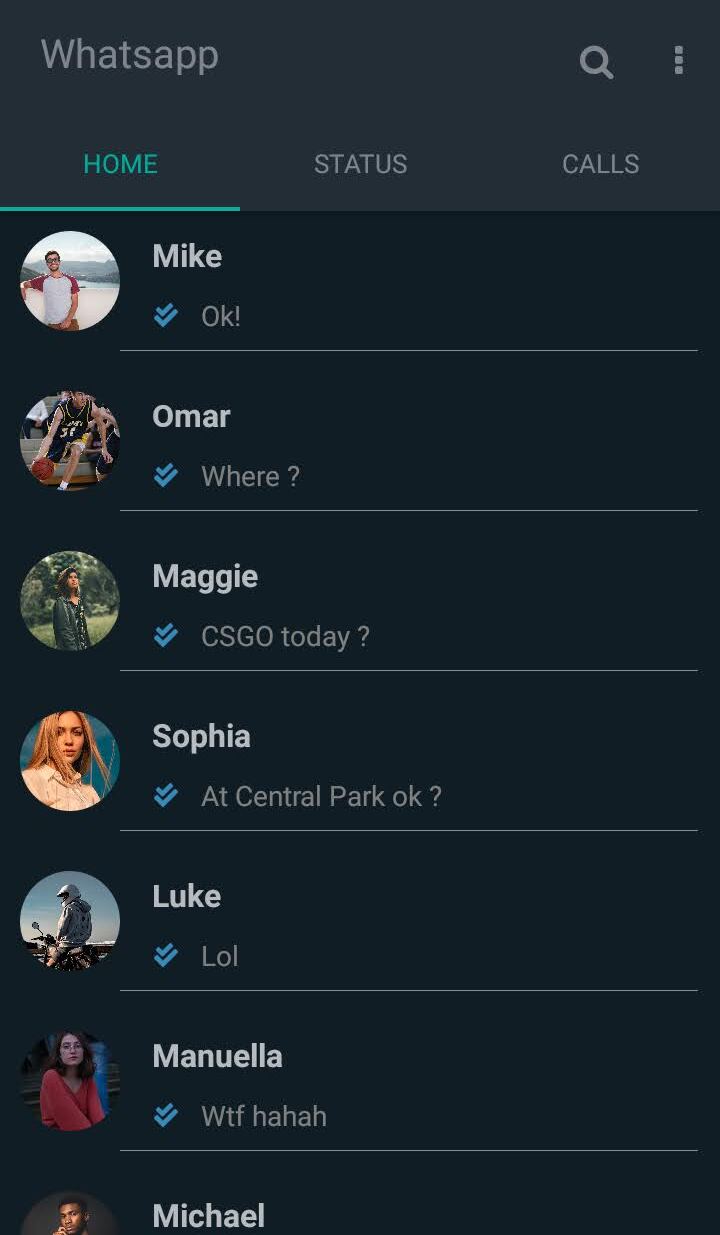 Whatsapp
HOME STATUS CALLS
Mike
Ok!
Omar
Where ?
Maggie
CSGO today ?
Sophia
At Central Park ok ?
Luke
Lol
Manuella
Wtf hahah
Michael